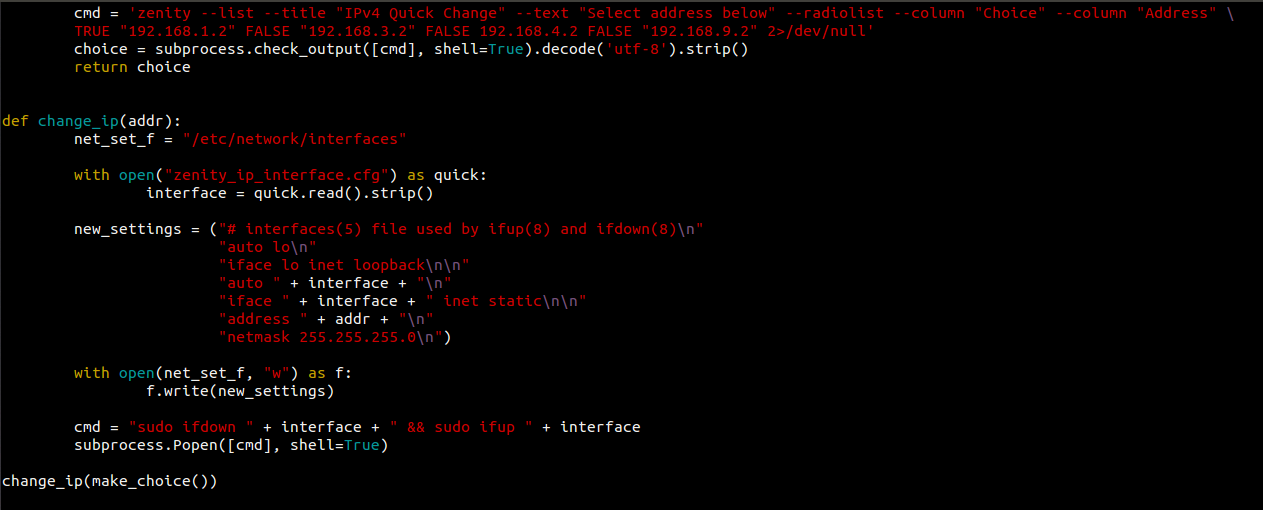 cmd = 'zenity --list --title "IPv4 Quick Change" --text "Select address below" --radiolist --column "Choice" --column "Address" \
TRUE "192.168.1.2" FALSE "192.168.3.2" FALSE 192.168.4.2 FALSE "192.168.9.2" 2>/dev/null'
choice = subprocess.check_output([cmd], shell=True).decode('utf-8').strip()
return choice
def change_ip(addr):
net_set_f = "/etc/network/interfaces"
with open("zenity_ip_interface.cfg") as quick:
interface = quick.read().strip()
new_settings = ("# interfaces(5) file used by ifup(8) and ifdown(8)\n"
"auto lo\n"
"iface lo inet loopback\n\n"
"auto " + interface + "\n"
"iface " + interface + " inet static\n\n"
"address " + addr + "\n"
"netmask 255.255.255.0\n")
with open(net_set_f, "w") as f:
f.write(new_settings)
cmd = "sudo ifdown " + interface + " && sudo ifup " + interface
subprocess.Popen([cmd], shell=True)
change_ip(make_choice())